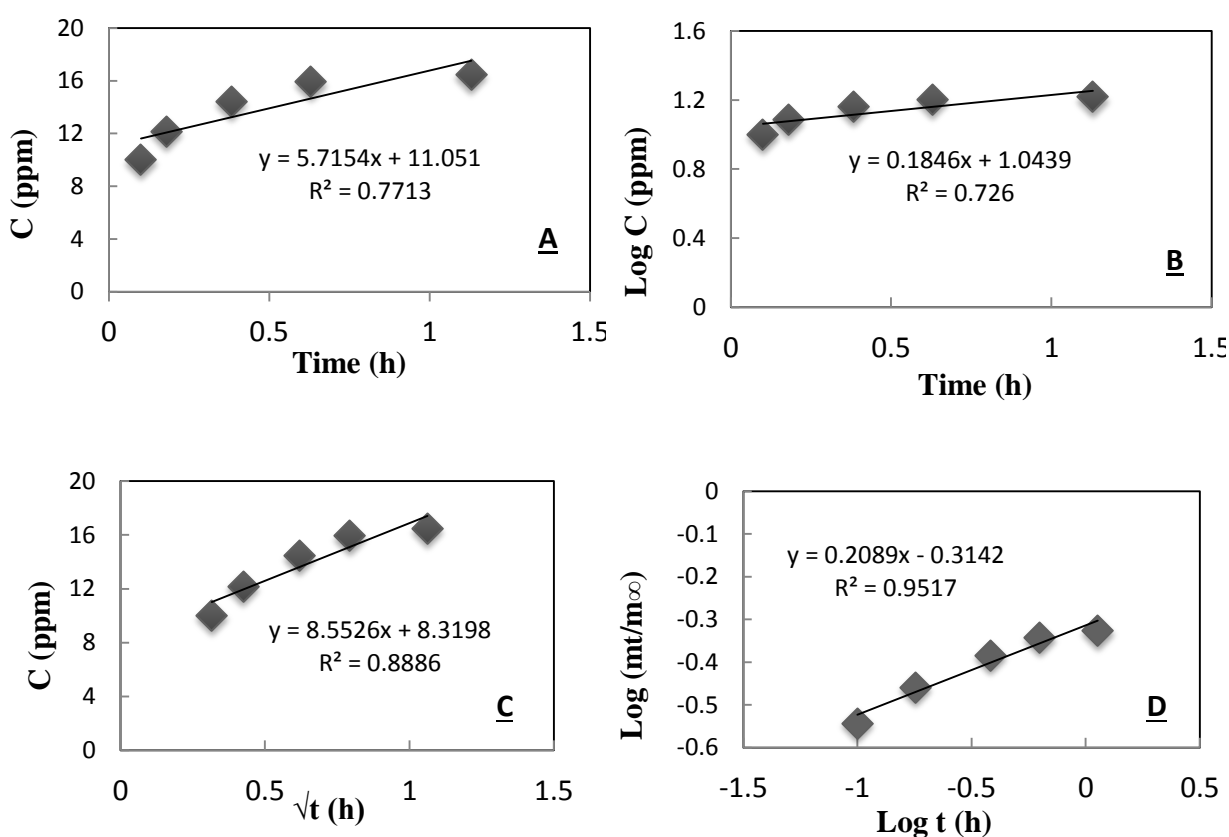 20
16
12
8
4
0
C (ppm)
y = 5.7154x + 11.051
R² = 0.7713
A
0 0.5 1 1.5
Time (h)
1.6
1.2
0.8
0.4
0
Log C (ppm)
y = 0.1846x + 1.0439
R² = 0.726
B
0 0.5 1 1.5
Time (h)
20
16
12
8
4
0
C (ppm)
y = 8.5526x + 8.3198
R² = 0.8886
C
0 0.5 1 1.5
√t (h)
0
-0.1
-0.2
-0.3
-0.4
-0.5
-0.6
Log (mt/m∞)
y = 0.2089x - 0.3142
R² = 0.9517
D
-1.5 -1 -0.5 0 0.5
Log t (h)